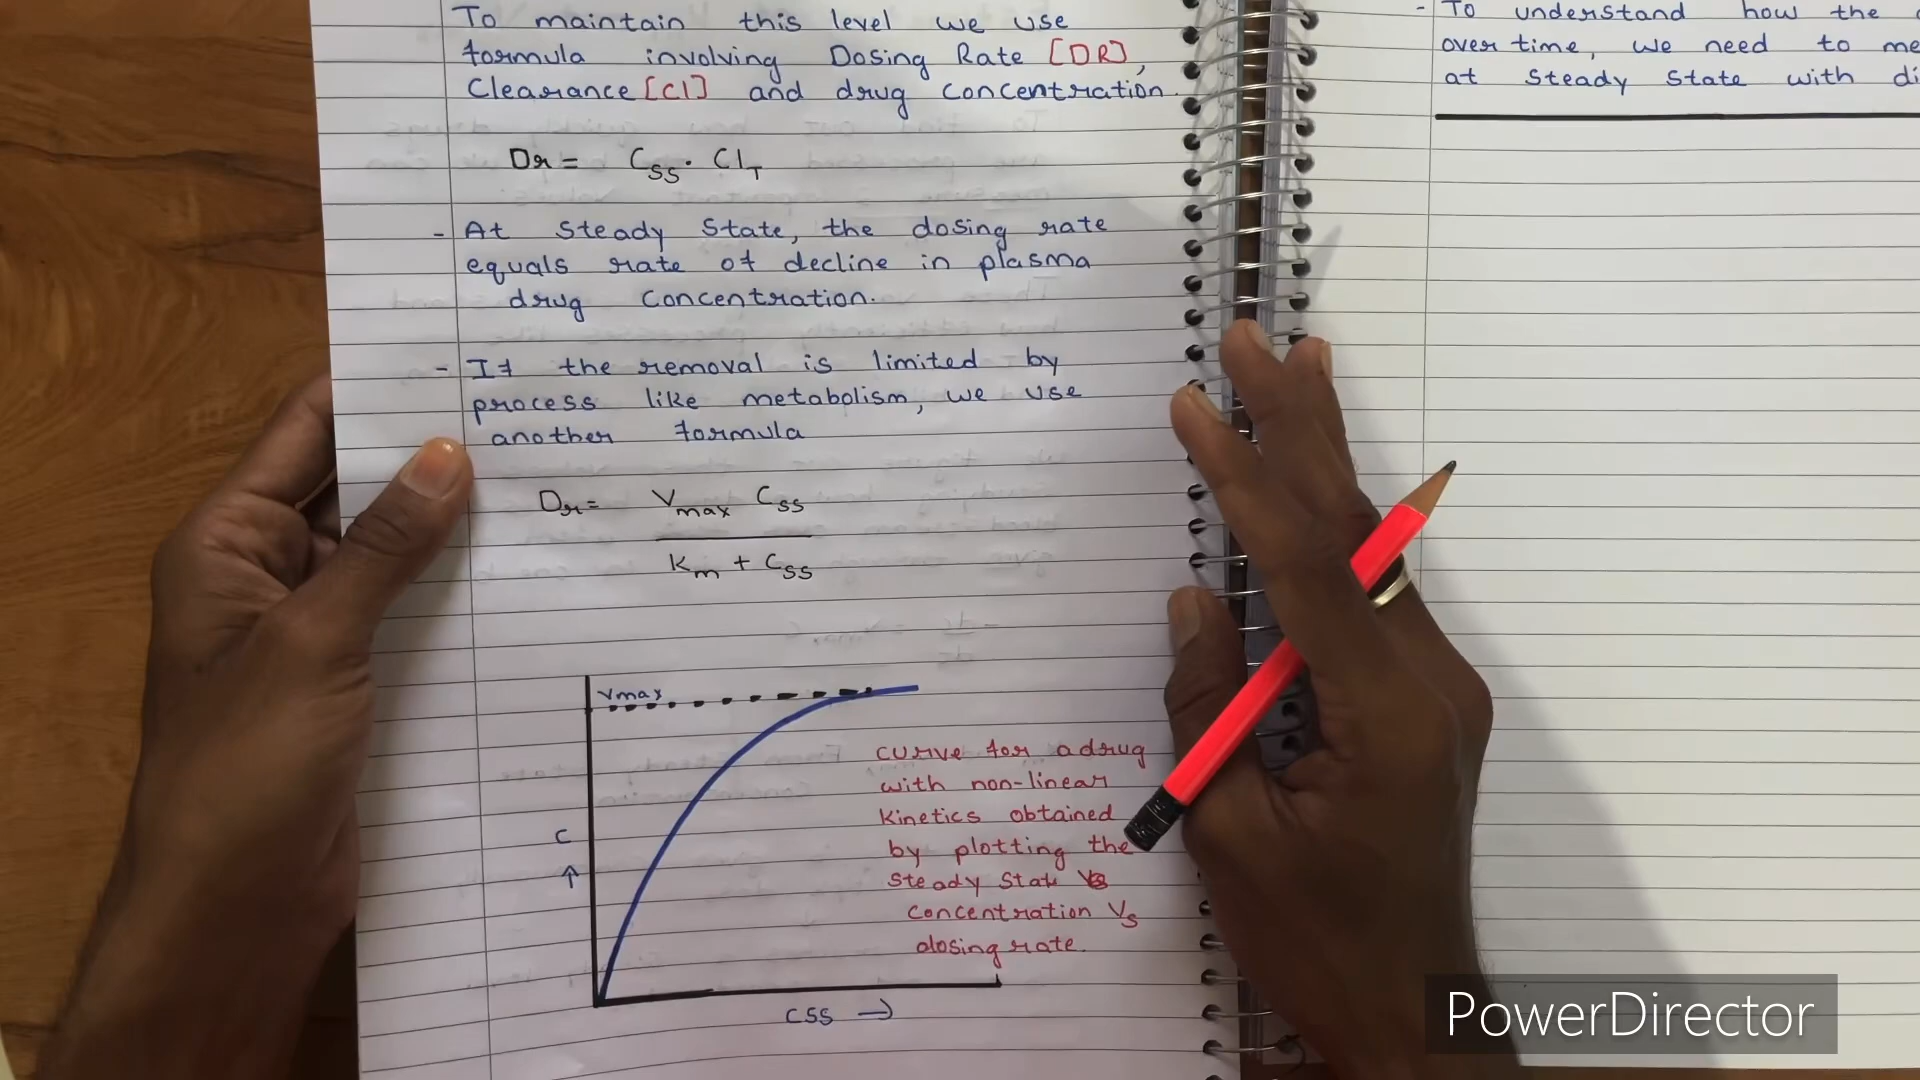 To maintain this level we use
formula involving Dosing Rate [DR],
Clearance [Cl] and drug concentration.
Dr = Css . ClT
- At Steady State, the dosing rate
equals rate of decline in plasma
drug concentration.
- If the removal is limited by
process like metabolism, we use
another formula
Dr = Vmax Css
Km + Css
Vmax
C
↑
Css →
curve for a drug
with non-linear
kinetics obtained
by plotting the
Steady State
Concentration Vs
dosing rate.
- To understand how the
over time, we need to me
at Steady State with di
PowerDirector